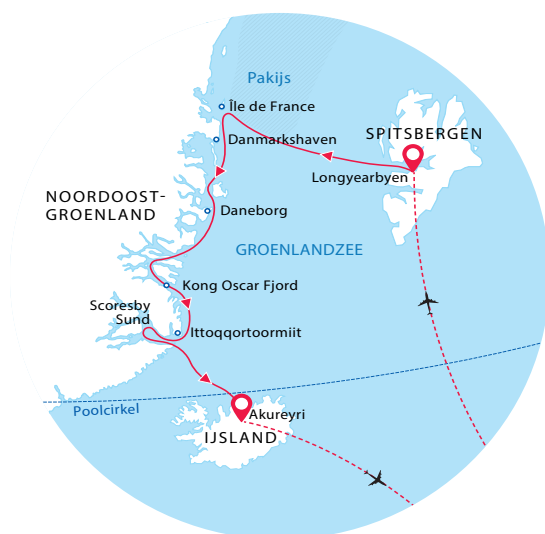 Pakijs
Île de France
SPITSBERGEN
Danmarkshaven
Longyearbyen
NOORDOOST-
GROENLAND
Daneborg
GROENLANDZEE
Kong Oscar Fjord
Scoresby
Sund
Ittoqqortoormiit
Poolcirkel
Akureyri
IJSLAND